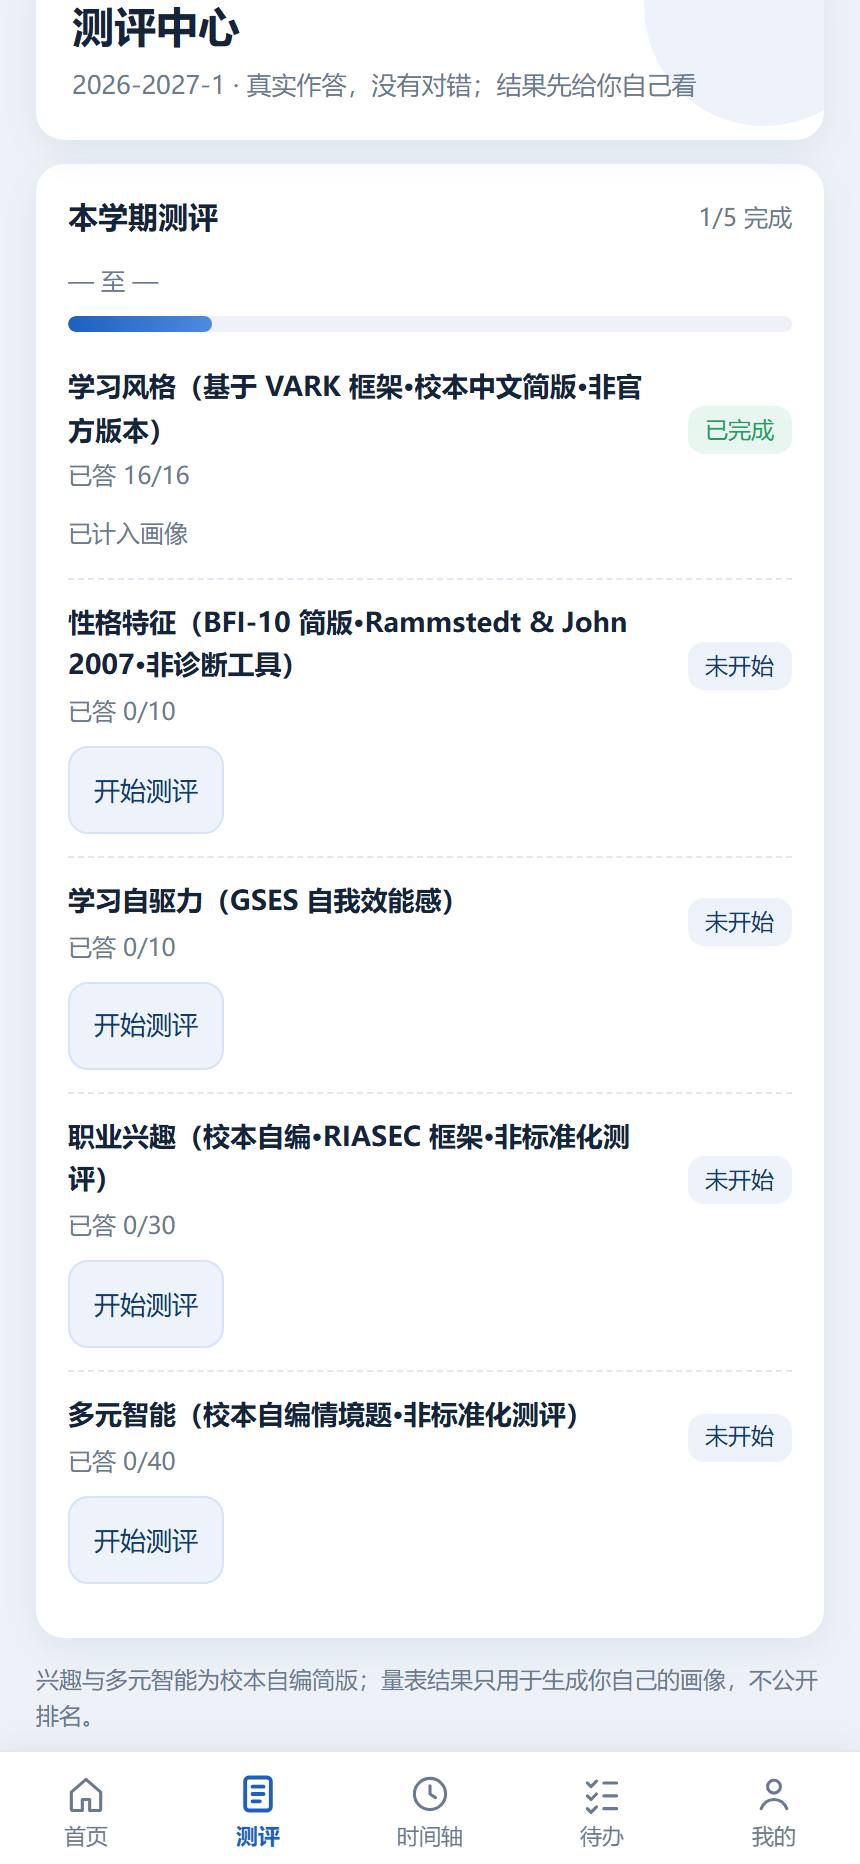 测评中心
2026-2027-1 · 真实作答，没有对错；结果先给你自己看
本学期测评
1/5 完成
— 至 —
学习风格（基于 VARK 框架•校本中文简版•非官
方版本）
已完成
已答 16/16
已计入画像
性格特征（BFI-10 简版•Rammstedt & John
2007•非诊断工具）
未开始
已答 0/10
开始测评
学习自驱力（GSES 自我效能感）
未开始
已答 0/10
开始测评
职业兴趣（校本自编•RIASEC 框架•非标准化测
评）
未开始
已答 0/30
开始测评
多元智能（校本自编情境题•非标准化测评）
未开始
已答 0/40
开始测评
兴趣与多元智能为校本自编简版；量表结果只用于生成你自己的画像，不公开
排名。
首页
测评
时间轴
待办
我的